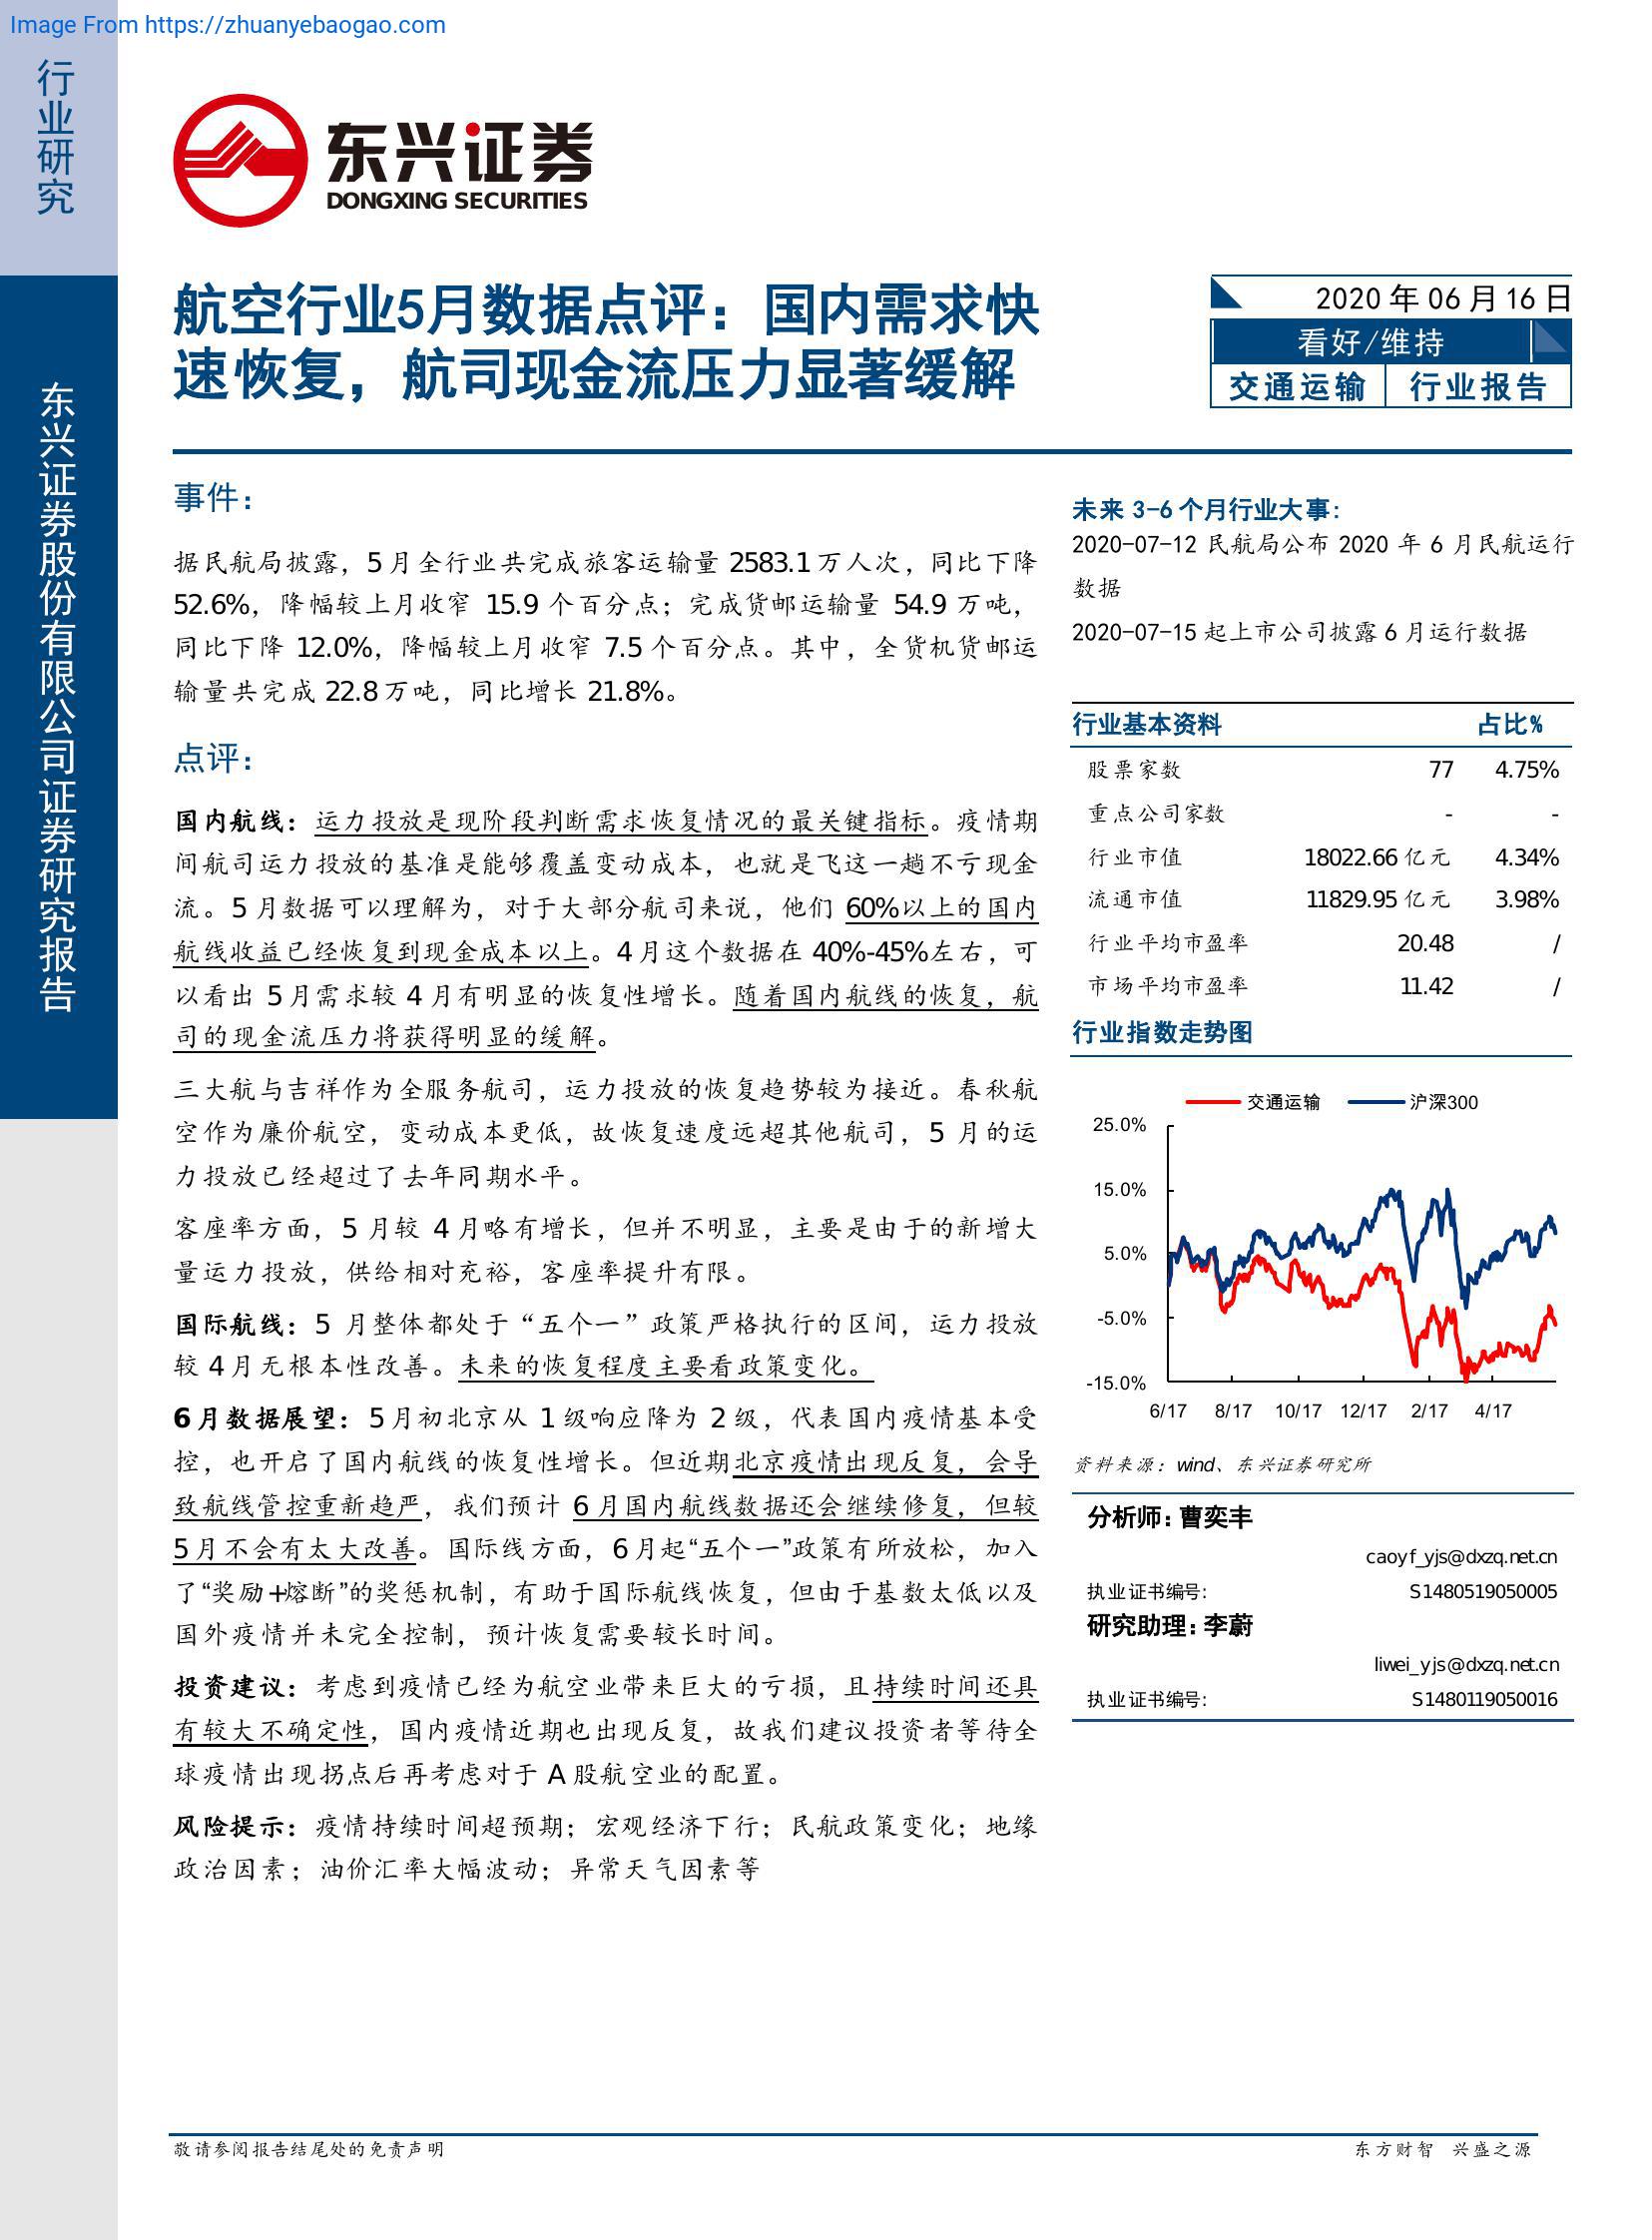 Image From https://zhuanyebaogao.com
行业研究
东兴证券股份有限公司证券研究报告
东兴证券
DONGXING SECURITIES
航空行业5月数据点评：国内需求快
速恢复，航司现金流压力显著缓解
2020 年 06 月 16 日
看好/维持
交通运输 行业报告
事件：
据民航局披露，5 月全行业共完成旅客运输量 2583.1 万人次，同比下降
52.6%，降幅较上月收窄 15.9 个百分点；完成货邮运输量 54.9 万吨，
同比下降 12.0%，降幅较上月收窄 7.5 个百分点。其中，全货机货邮运
输量共完成 22.8 万吨，同比增长 21.8%。
点评：
国内航线：运力投放是现阶段判断需求恢复情况的最关键指标。疫情期
间航司运力投放的基准是能够覆盖变动成本，也就是飞这一趟不亏现金
流。5 月数据可以理解为，对于大部分航司来说，他们 60%以上的国内
航线收益已经恢复到现金成本以上。4 月这个数据在 40%-45%左右，可
以看出 5 月需求较 4 月有明显的恢复性增长。随着国内航线的恢复，航
司的现金流压力将获得明显的缓解。
三大航与吉祥作为全服务航司，运力投放的恢复趋势较为接近。春秋航
空作为廉价航空，变动成本更低，故恢复速度远超其他航司，5 月的运
力投放已经超过了去年同期水平。
客座率方面，5 月较 4 月略有增长，但并不明显，主要是由于的新增大
量运力投放，供给相对充裕，客座率提升有限。
国际航线：5 月整体都处于“五个一”政策严格执行的区间，运力投放
较 4 月无根本性改善。未来的恢复程度主要看政策变化。
6 月数据展望：5 月初北京从 1 级响应降为 2 级，代表国内疫情基本受
控，也开启了国内航线的恢复性增长。但近期北京疫情出现反复，会导
致航线管控重新趋严，我们预计 6 月国内航线数据还会继续修复，但较
5 月不会有太大改善。国际线方面，6 月起“五个一”政策有所放松，加入
了“奖励+熔断”的奖惩机制，有助于国际航线恢复，但由于基数太低以及
国外疫情并未完全控制，预计恢复需要较长时间。
投资建议：考虑到疫情已经为航空业带来巨大的亏损，且持续时间还具
有较大不确定性，国内疫情近期也出现反复，故我们建议投资者等待全
球疫情出现拐点后再考虑对于 A 股航空业的配置。
风险提示：疫情持续时间超预期；宏观经济下行；民航政策变化；地缘
政治因素；油价汇率大幅波动；异常天气因素等
未来 3-6 个月行业大事：
2020-07-12 民航局公布 2020 年 6 月民航运行
数据
2020-07-15 起上市公司披露 6 月运行数据
行业基本资料 占比%
股票家数 77 4.75%
重点公司家数 - -
行业市值 18022.66 亿元 4.34%
流通市值 11829.95 亿元 3.98%
行业平均市盈率 20.48 /
市场平均市盈率 11.42 /
行业指数走势图
交通运输 沪深300
25.0%
15.0%
5.0%
-5.0%
-15.0%
6/17 8/17 10/17 12/17 2/17 4/17
资料来源：wind、东兴证券研究所
分析师：曹奕丰
caoyf_yjs@dxzq.net.cn
执业证书编号: S1480519050005
研究助理：李蔚
liwei_yjs@dxzq.net.cn
执业证书编号: S1480119050016
敬请参阅报告结尾处的免责声明
东方财智 兴盛之源